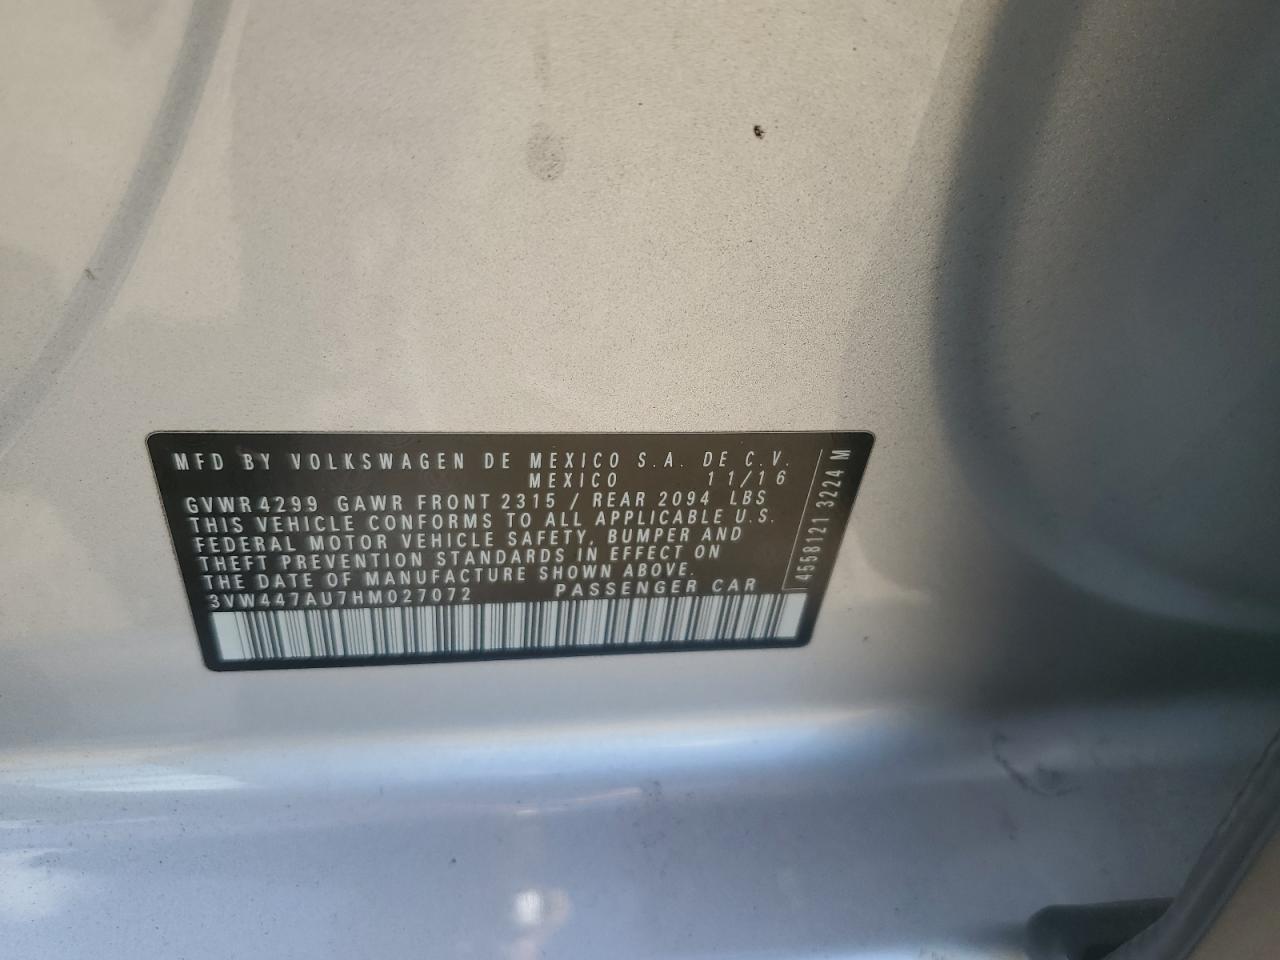 MFD BY VOLKSWAGEN DE MEXICO S.A. DE C.V.
MEXICO 11/16
GVWR 4299 GAWR FRONT 2315 / REAR 2094 LBS
THIS VEHICLE CONFORMS TO ALL APPLICABLE U.S.
FEDERAL MOTOR VEHICLE SAFETY, BUMPER AND
THEFT PREVENTION STANDARDS IN EFFECT ON
THE DATE OF MANUFACTURE SHOWN ABOVE.
3VW447AU7HM027072 PASSENGER CAR
4558121 3224 M